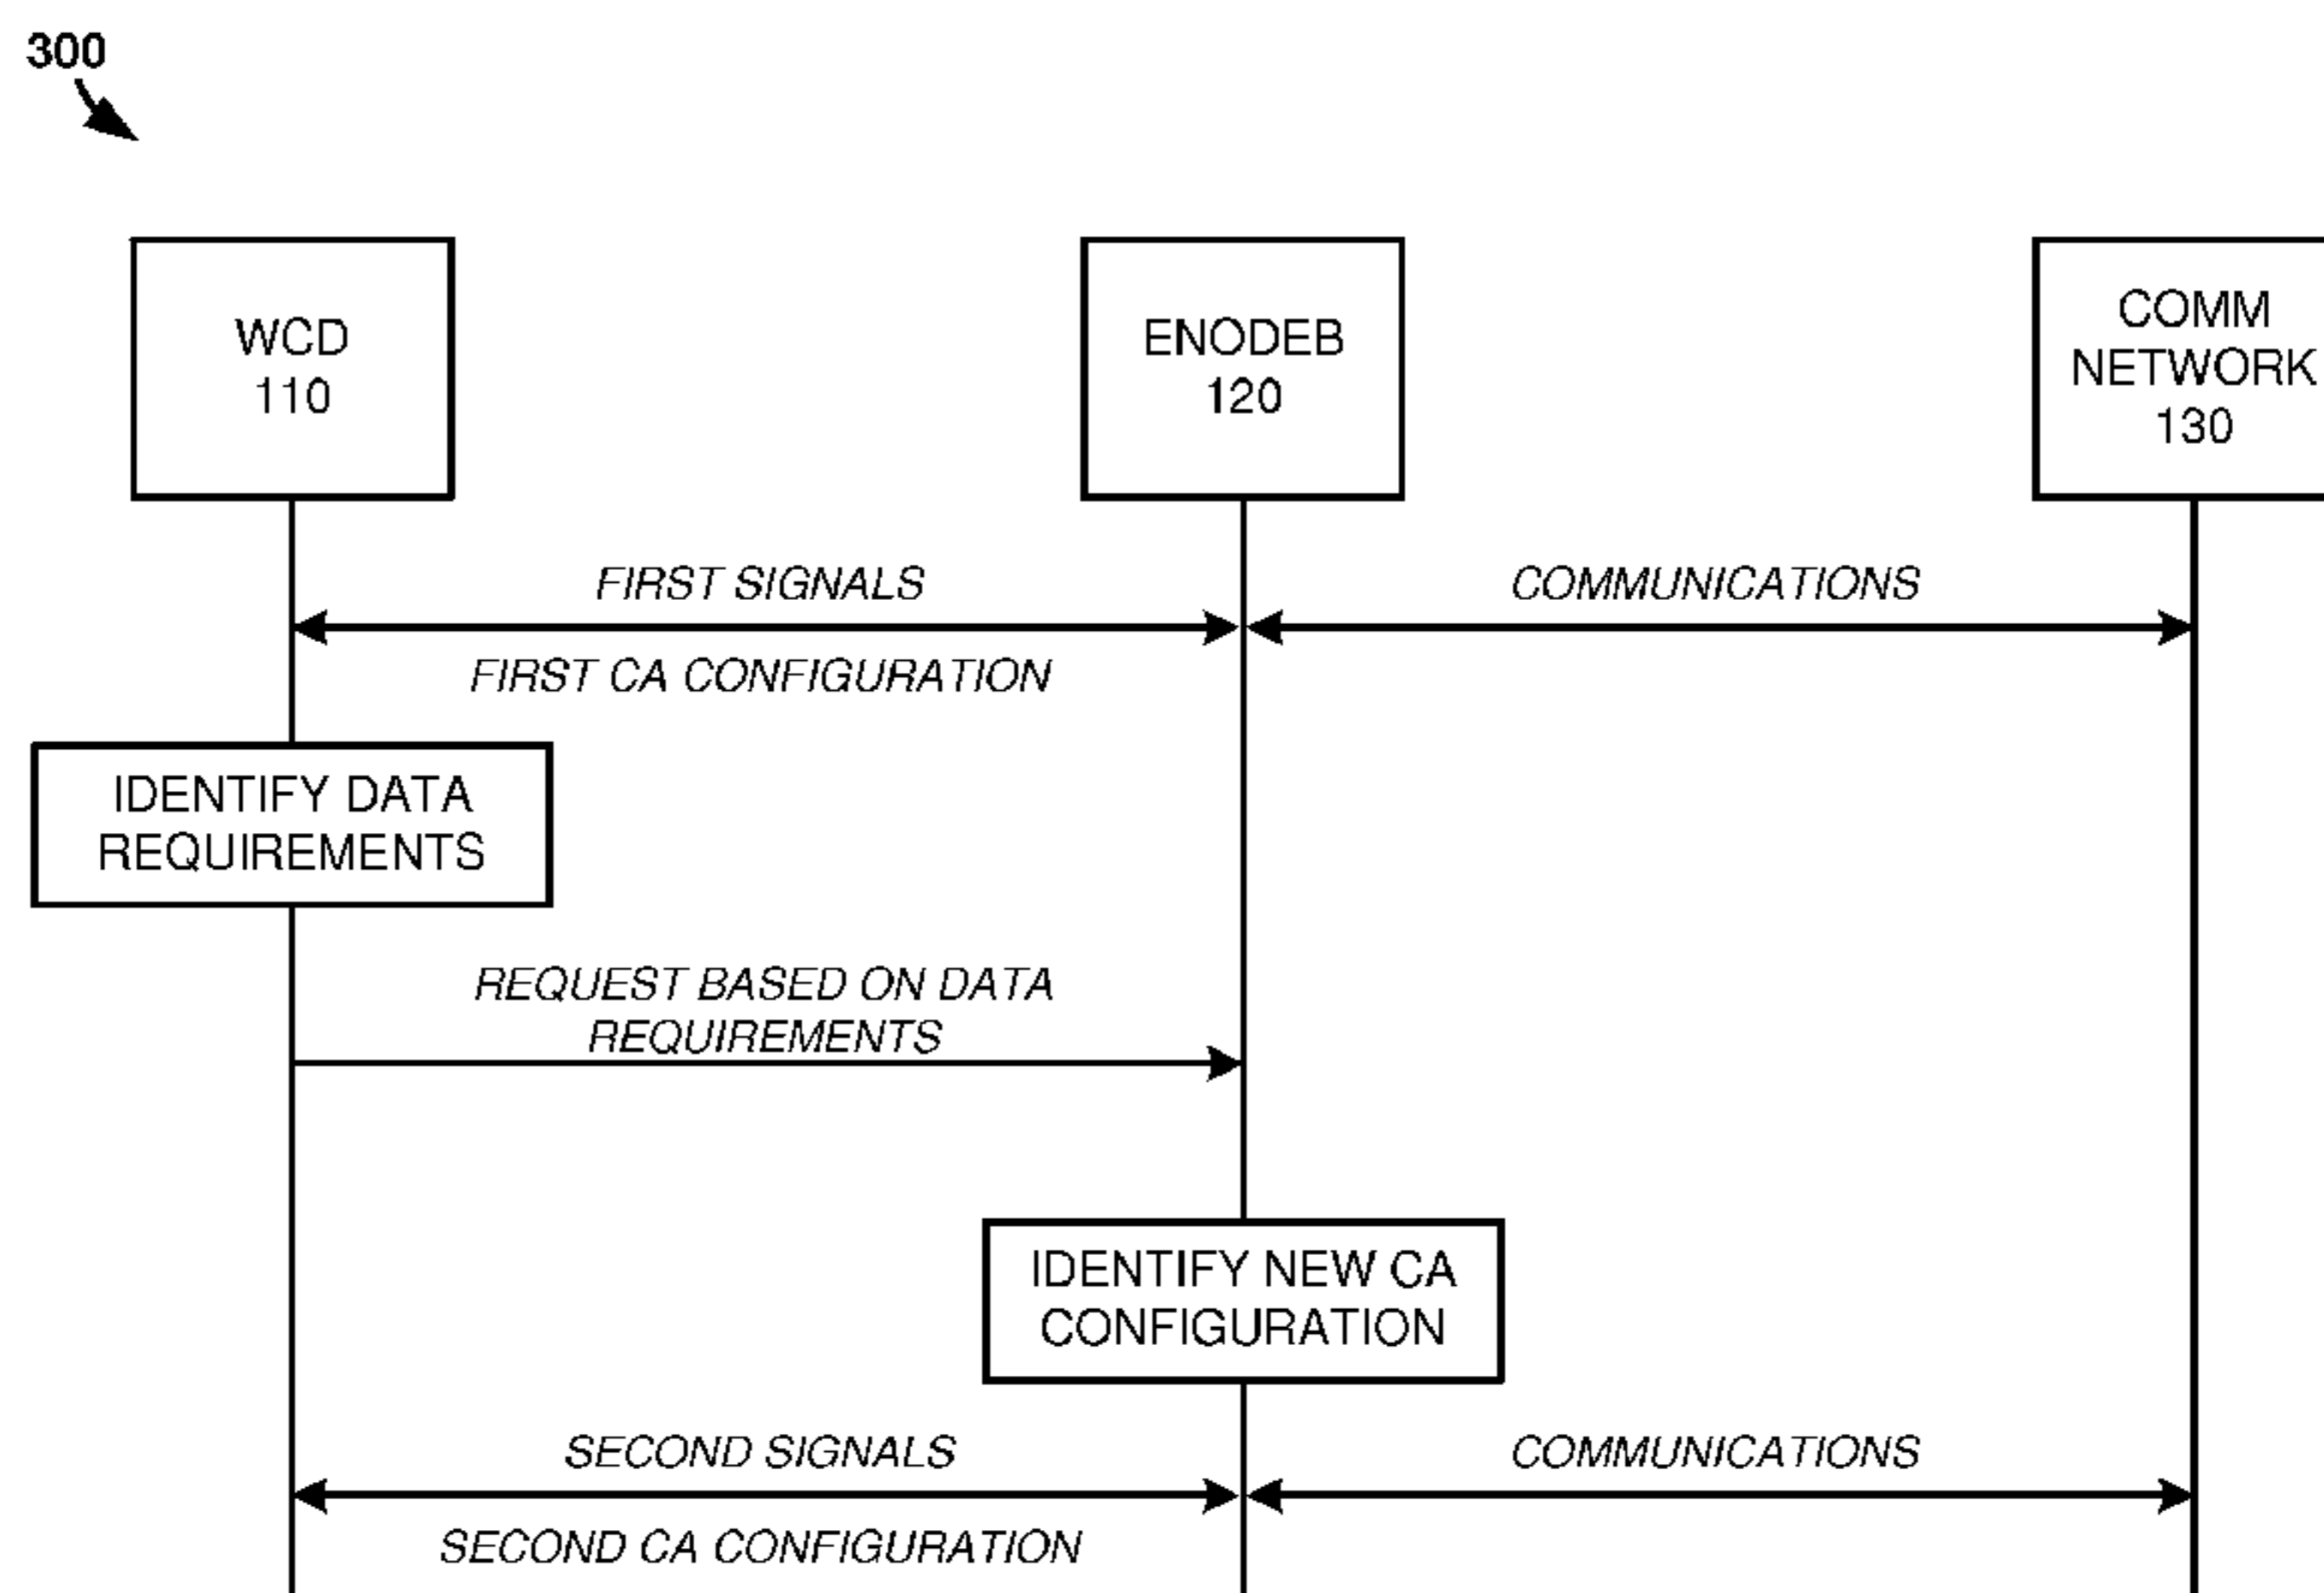 300
WCD
110
ENODEB
120
COMM
NETWORK
130
FIRST SIGNALS
COMMUNICATIONS
FIRST CA CONFIGURATION
IDENTIFY DATA
REQUIREMENTS
REQUEST BASED ON DATA
REQUIREMENTS
IDENTIFY NEW CA
CONFIGURATION
SECOND SIGNALS
COMMUNICATIONS
SECOND CA CONFIGURATION